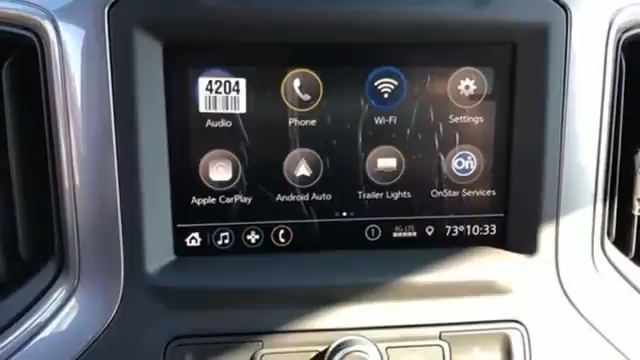 4204
Audio Phone Wi-Fi Settings
On
Apple CarPlay Android Auto Trailer Lights OnStar Services
1 4G LTE 73° 10:33